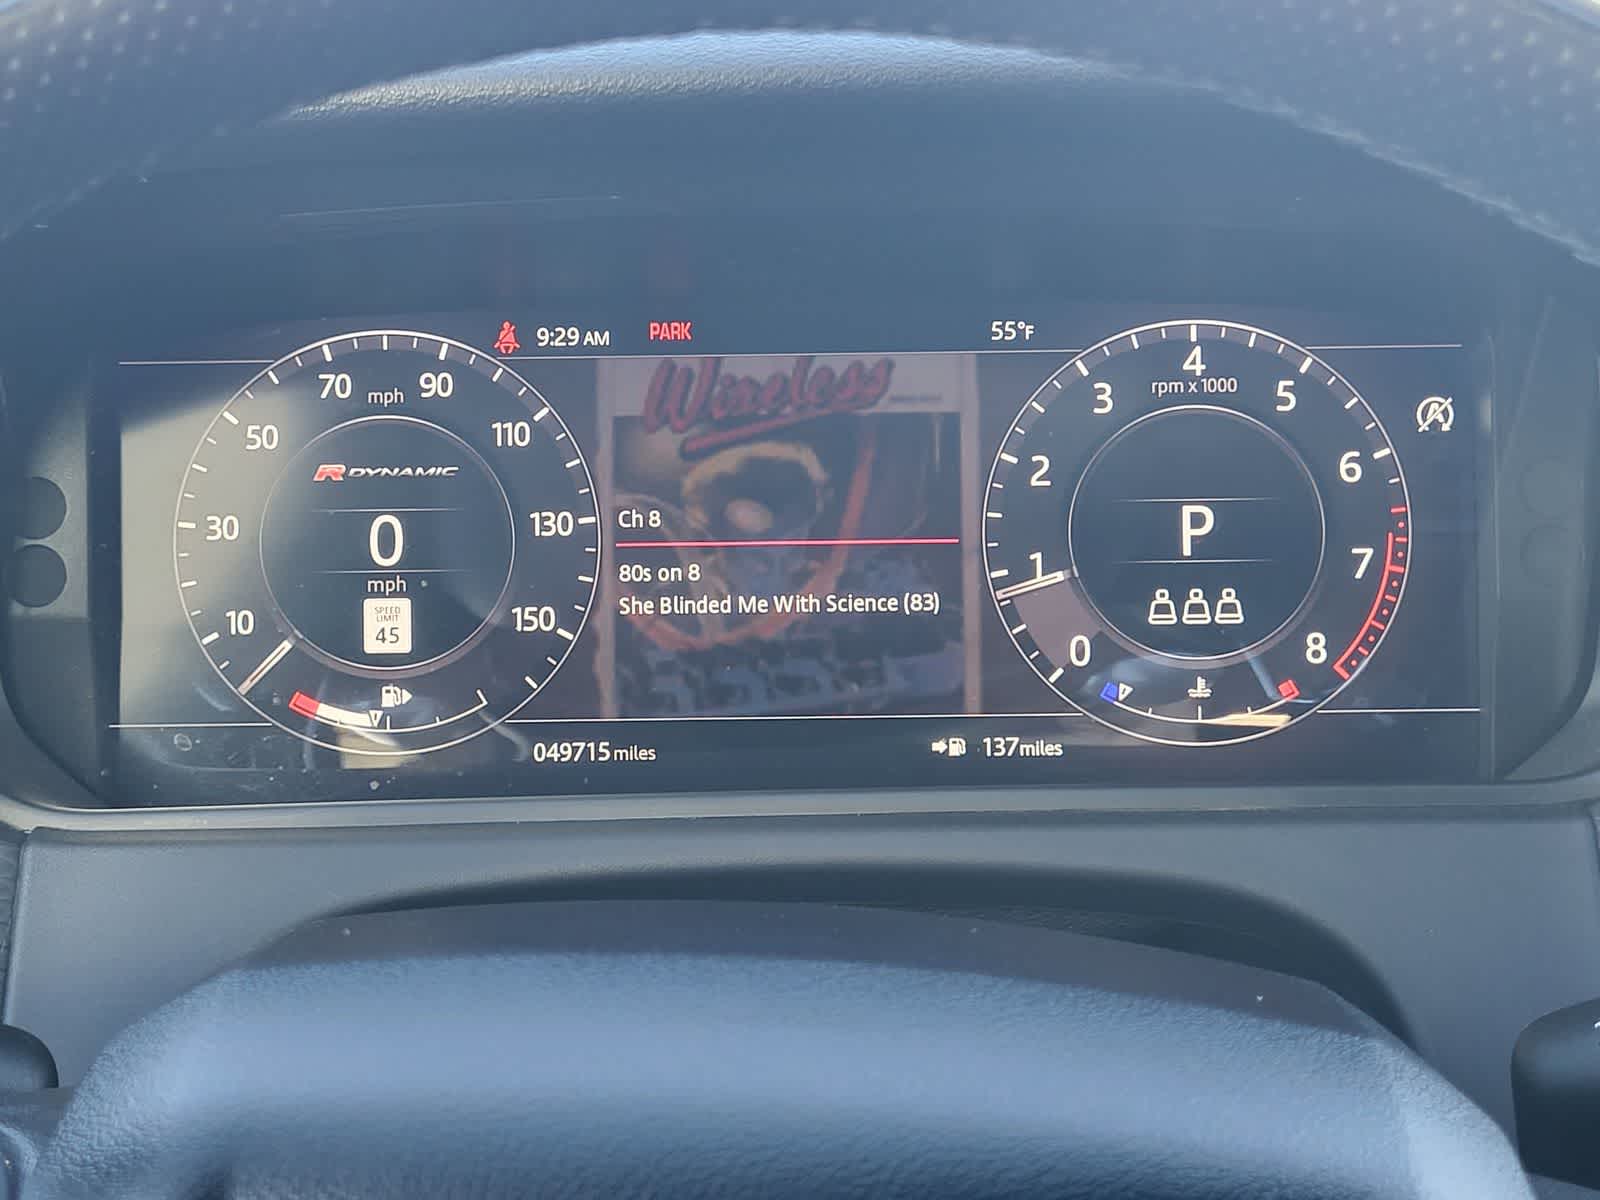 9:29 AM
PARK
55°F
Wireless
70 mph 90
50 110
R DYNAMIC
30 0 130
mph
SPEED
LIMIT
45
10 150
Ch 8
80s on 8
She Blinded Me With Science (83)
4
rpm x 1000
3 5
2 6
A
P
1 7
0 8
049715 miles
137 miles